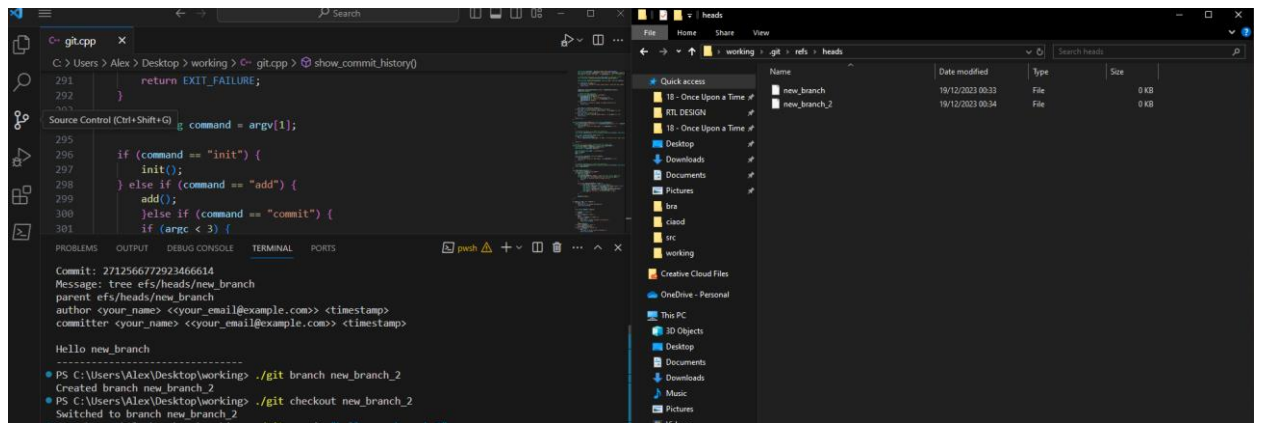 Search
git.cpp
C: > Users > Alex > Desktop > working > git.cpp > show_commit_history()
291 return EXIT_FAILURE;
292 }
293
Source Control (Ctrl+Shift+G) g command = argv[1];
295
296 if (command == "init") {
297 init();
298 } else if (command == "add") {
299 add();
300 }else if (command == "commit") {
301 if (argc < 3) {
PROBLEMS OUTPUT DEBUG CONSOLE TERMINAL PORTS pwsh
Commit: 2712566772923466614
Message: tree efs/heads/new_branch
parent efs/heads/new_branch
author <your_name> <<your_email@example.com>> <timestamp>
committer <your_name> <<your_email@example.com>> <timestamp>
Hello new_branch
--------------------------------
PS C:\Users\Alex\Desktop\working> ./git branch new_branch_2
Created branch new_branch_2
PS C:\Users\Alex\Desktop\working> ./git checkout new_branch_2
Switched to branch new_branch_2
heads
File Home Share View
working > .git > refs > heads
Search heads
Name Date modified Type Size
new_branch 19/12/2023 00:33 File 0 KB
new_branch_2 19/12/2023 00:34 File 0 KB
Quick access
18 - Once Upon a Time
RTL DESIGN
18 - Once Upon a Time
Desktop
Downloads
Documents
Pictures
bra
ciaod
src
working
Creative Cloud Files
OneDrive - Personal
This PC
3D Objects
Desktop
Documents
Downloads
Music
Pictures